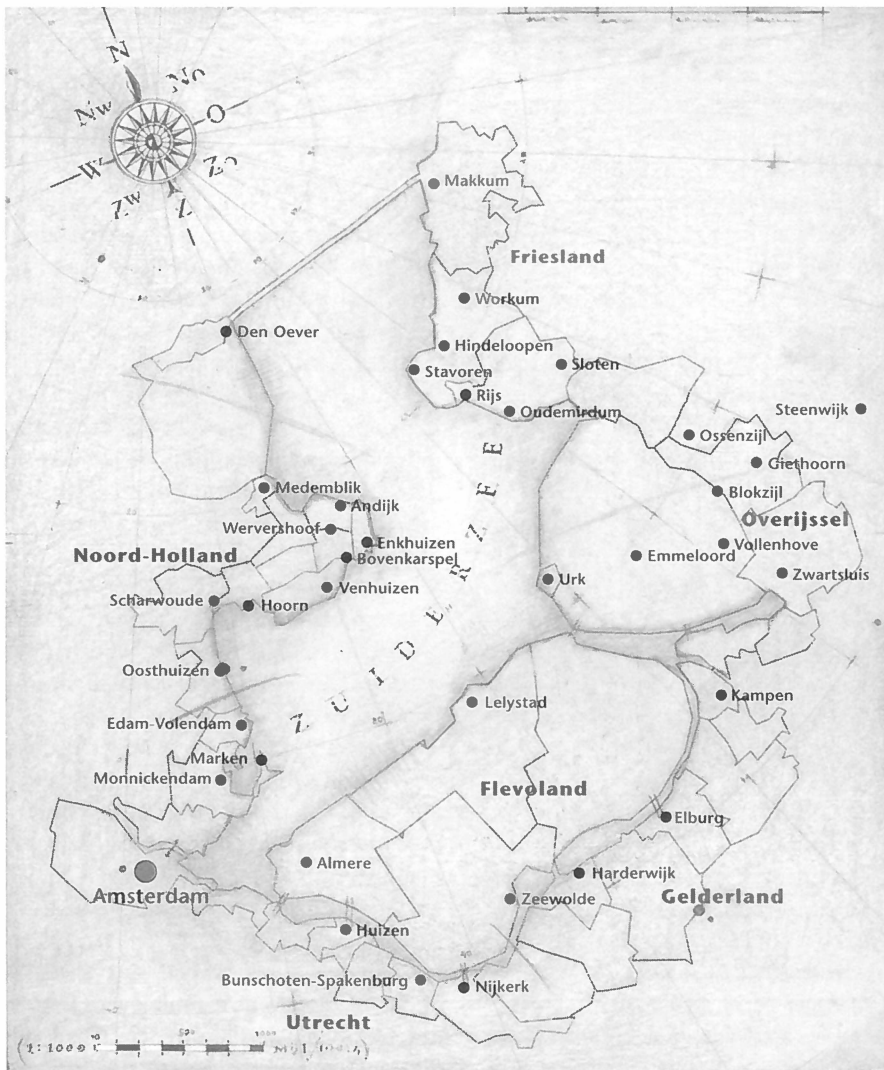 N
NO
NW
O
W
ZO
ZW
Z
Makkum
Friesland
Workum
Den Oever
Hindeloopen
Stavoren
Sloten
Rijs
Oudemirdum
Steenwijk
Ossenzijl
Giethoorn
Medemblik
Blokzijl
Andijk
Overijssel
Wervershoof
Enkhuizen
Vollenhove
Noord-Holland
Bovenkarspel
Emmeloord
Zwartsluis
Urk
Venhuizen
Scharwoude
Hoorn
ZUIDERZEE
Oosthuizen
Kampen
Lelystad
Edam-Volendam
Marken
Monnickendam
Flevoland
Elburg
Almere
Harderwijk
Amsterdam
Zeewolde
Gelderland
Huizen
Bunschoten-Spakenburg
Nijkerk
Utrecht